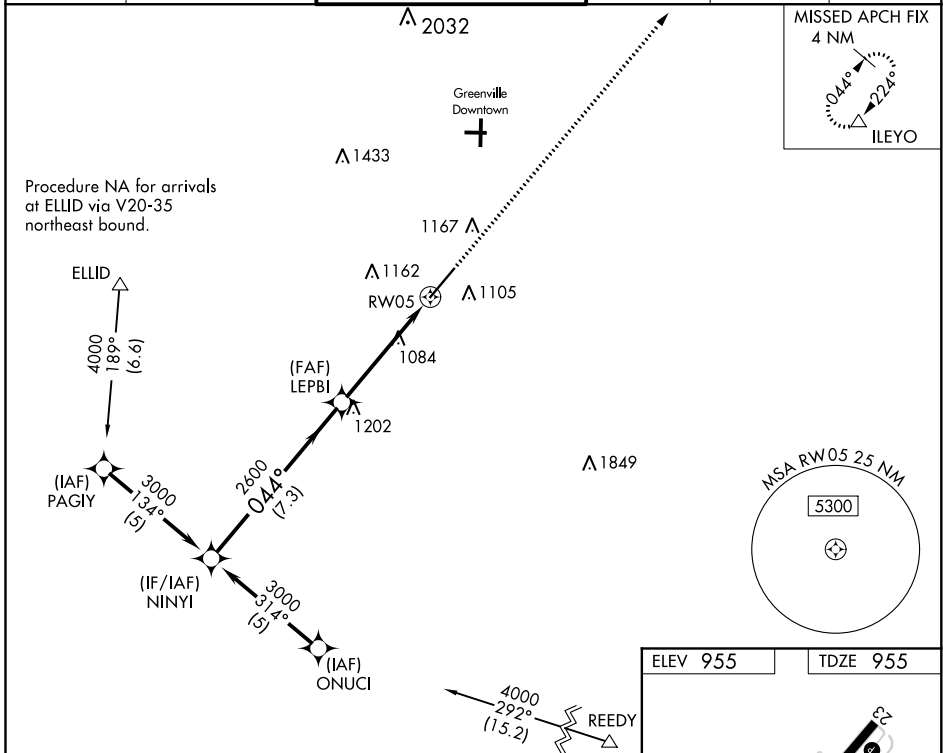 2032
MISSED APCH FIX
4 NM
044°
224°
ILEYO
Greenville
Downtown
1433
Procedure NA for arrivals
at ELLID via V20-35
northeast bound.
1167
ELLID
1162
RW05
1105
4000
189°
(6.6)
1084
(FAF)
LEPBI
1202
2600
044°
(7.3)
1849
MSA RW05 25 NM
5300
(IAF)
PAGIY
3000
134°
(5)
(IF/IAF)
NINYI
3000
314°
(5)
(IAF)
ONUCI
4000
292°
(15.2)
REEDY
ELEV 955
TDZE 955
23